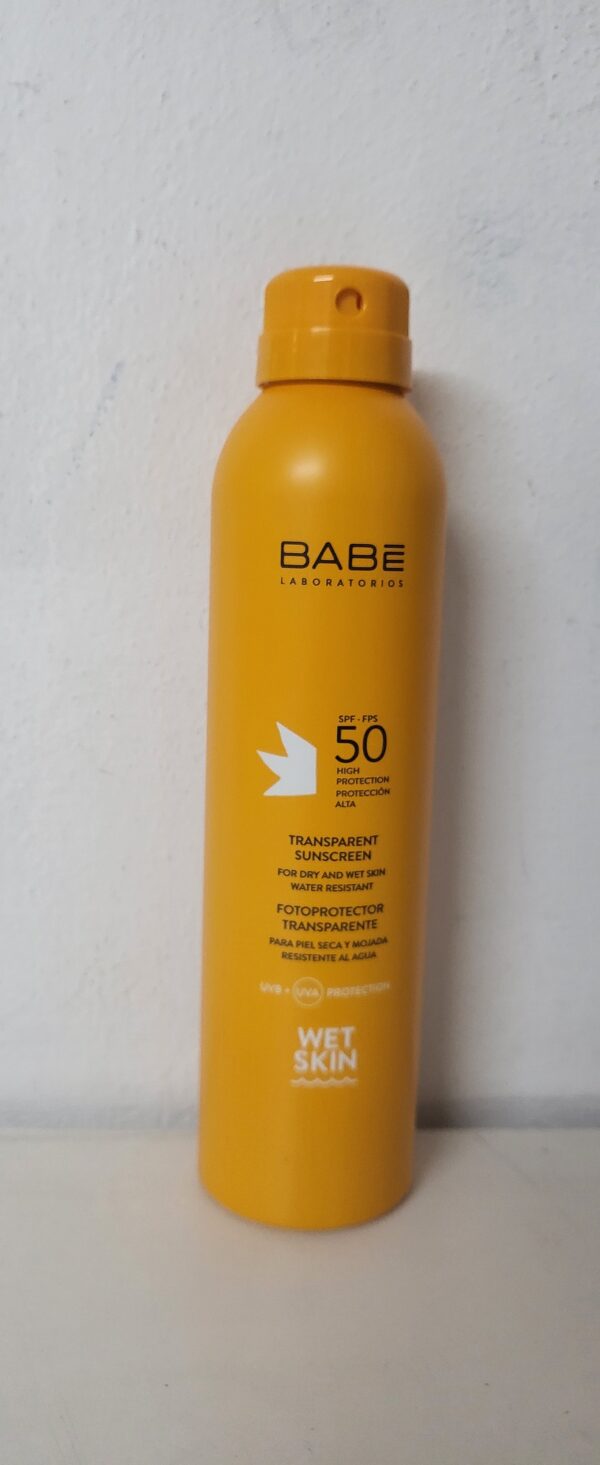 BABĒ
LABORATORIOS
SPF - FPS
50
HIGH
PROTECTION
PROTECCIÓN
ALTA
TRANSPARENT
SUNSCREEN
FOR DRY AND WET SKIN
WATER RESISTANT
FOTOPROTECTOR
TRANSPARENTE
PARA PIEL SECA Y MOJADA
RESISTENTE AL AGUA
UVB + UVA PROTECTION
WET
SKIN